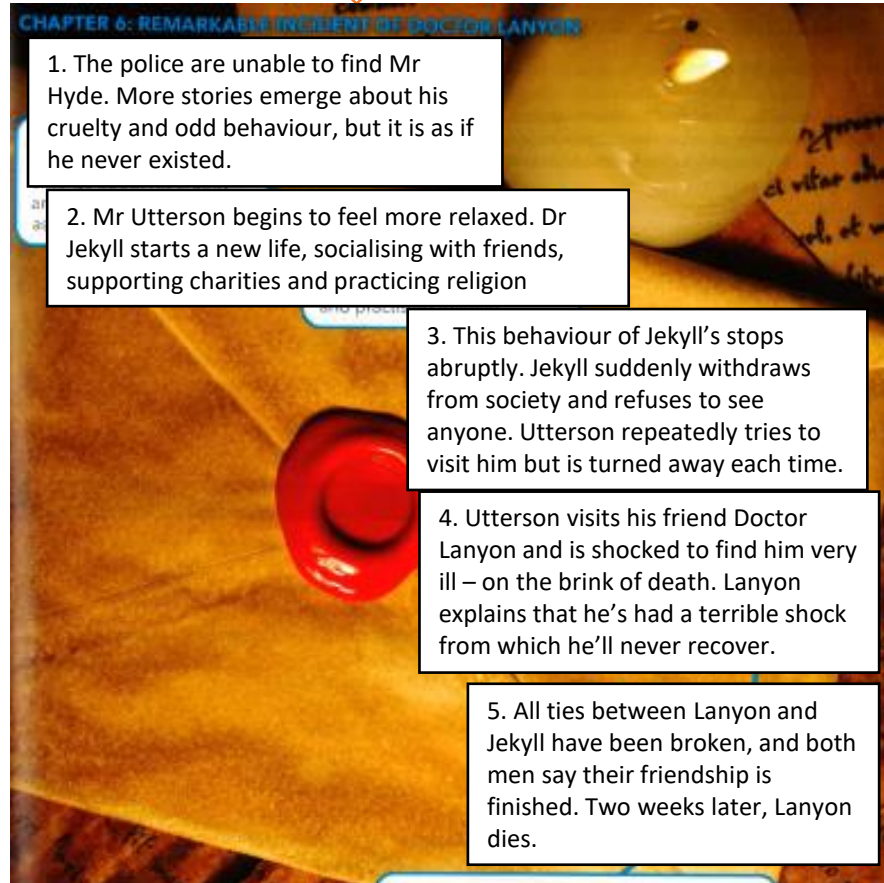 CHAPTER 6: REMARKABLE INCIDENT OF DOCTOR LANYON
1. The police are unable to find Mr
Hyde. More stories emerge about his
cruelty and odd behaviour, but it is as if
he never existed.
2. Mr Utterson begins to feel more relaxed. Dr
Jekyll starts a new life, socialising with friends,
supporting charities and practicing religion
3. This behaviour of Jekyll’s stops
abruptly. Jekyll suddenly withdraws
from society and refuses to see
anyone. Utterson repeatedly tries to
visit him but is turned away each time.
4. Utterson visits his friend Doctor
Lanyon and is shocked to find him very
ill – on the brink of death. Lanyon
explains that he’s had a terrible shock
from which he’ll never recover.
5. All ties between Lanyon and
Jekyll have been broken, and both
men say their friendship is
finished. Two weeks later, Lanyon
dies.